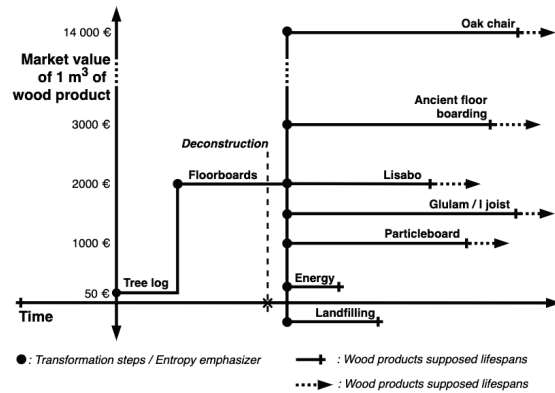 14 000 €
Oak chair
Market value
of 1 m³ of
wood product
Ancient floor
boarding
3000 €
Deconstruction
Floorboards
2000 €
Lisabo
Glulam / I joist
1000 €
Particleboard
Tree log
Energy
50 €
Time
Landfilling
: Transformation steps / Entropy emphasizer
: Wood products supposed lifespans
: Wood products supposed lifespans